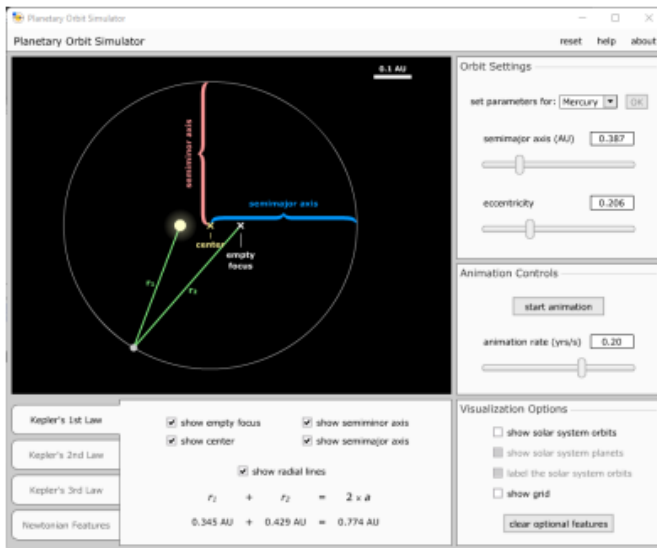 Planetary Orbit Simulator
Planetary Orbit Simulator
reset help about
0.1 AU
semiminor axis
semimajor axis
center
empty
focus
r₁
r₂
Orbit Settings
set parameters for: Mercury OK
semimajor axis (AU) 0.387
eccentricity 0.206
Animation Controls
start animation
animation rate (yrs/s) 0.20
Kepler's 1st Law
Kepler's 2nd Law
Kepler's 3rd Law
Newtonian Features
show empty focus show semiminor axis
show center show semimajor axis
show radial lines
r₁ + r₂ = 2 × a
0.345 AU + 0.429 AU = 0.774 AU
Visualization Options
show solar system orbits
show solar system planets
label the solar system orbits
show grid
clear optional features